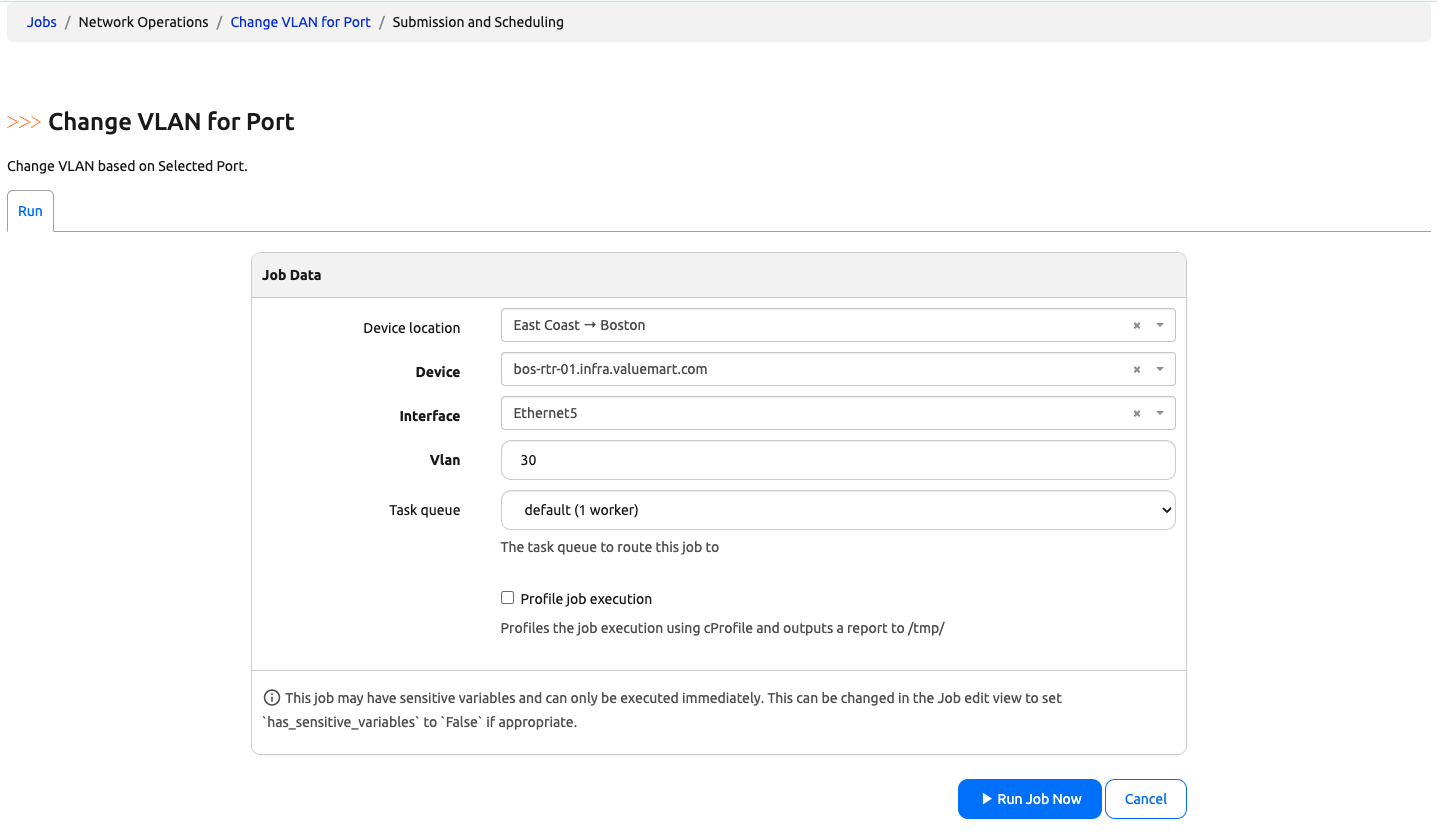 Jobs / Network Operations / Change VLAN for Port / Submission and Scheduling
>>> Change VLAN for Port
Change VLAN based on Selected Port.
Run
Job Data
Device location East Coast → Boston × 
Device bos-rtr-01.infra.valuemart.com ×
Interface Ethernet5 ×
Vlan 30
Task queue default (1 worker)
The task queue to route this job to
Profile job execution
Profiles the job execution using cProfile and outputs a report to /tmp/
This job may have sensitive variables and can only be executed immediately. This can be changed in the Job edit view to set
`has_sensitive_variables` to `False` if appropriate.
Run Job Now Cancel